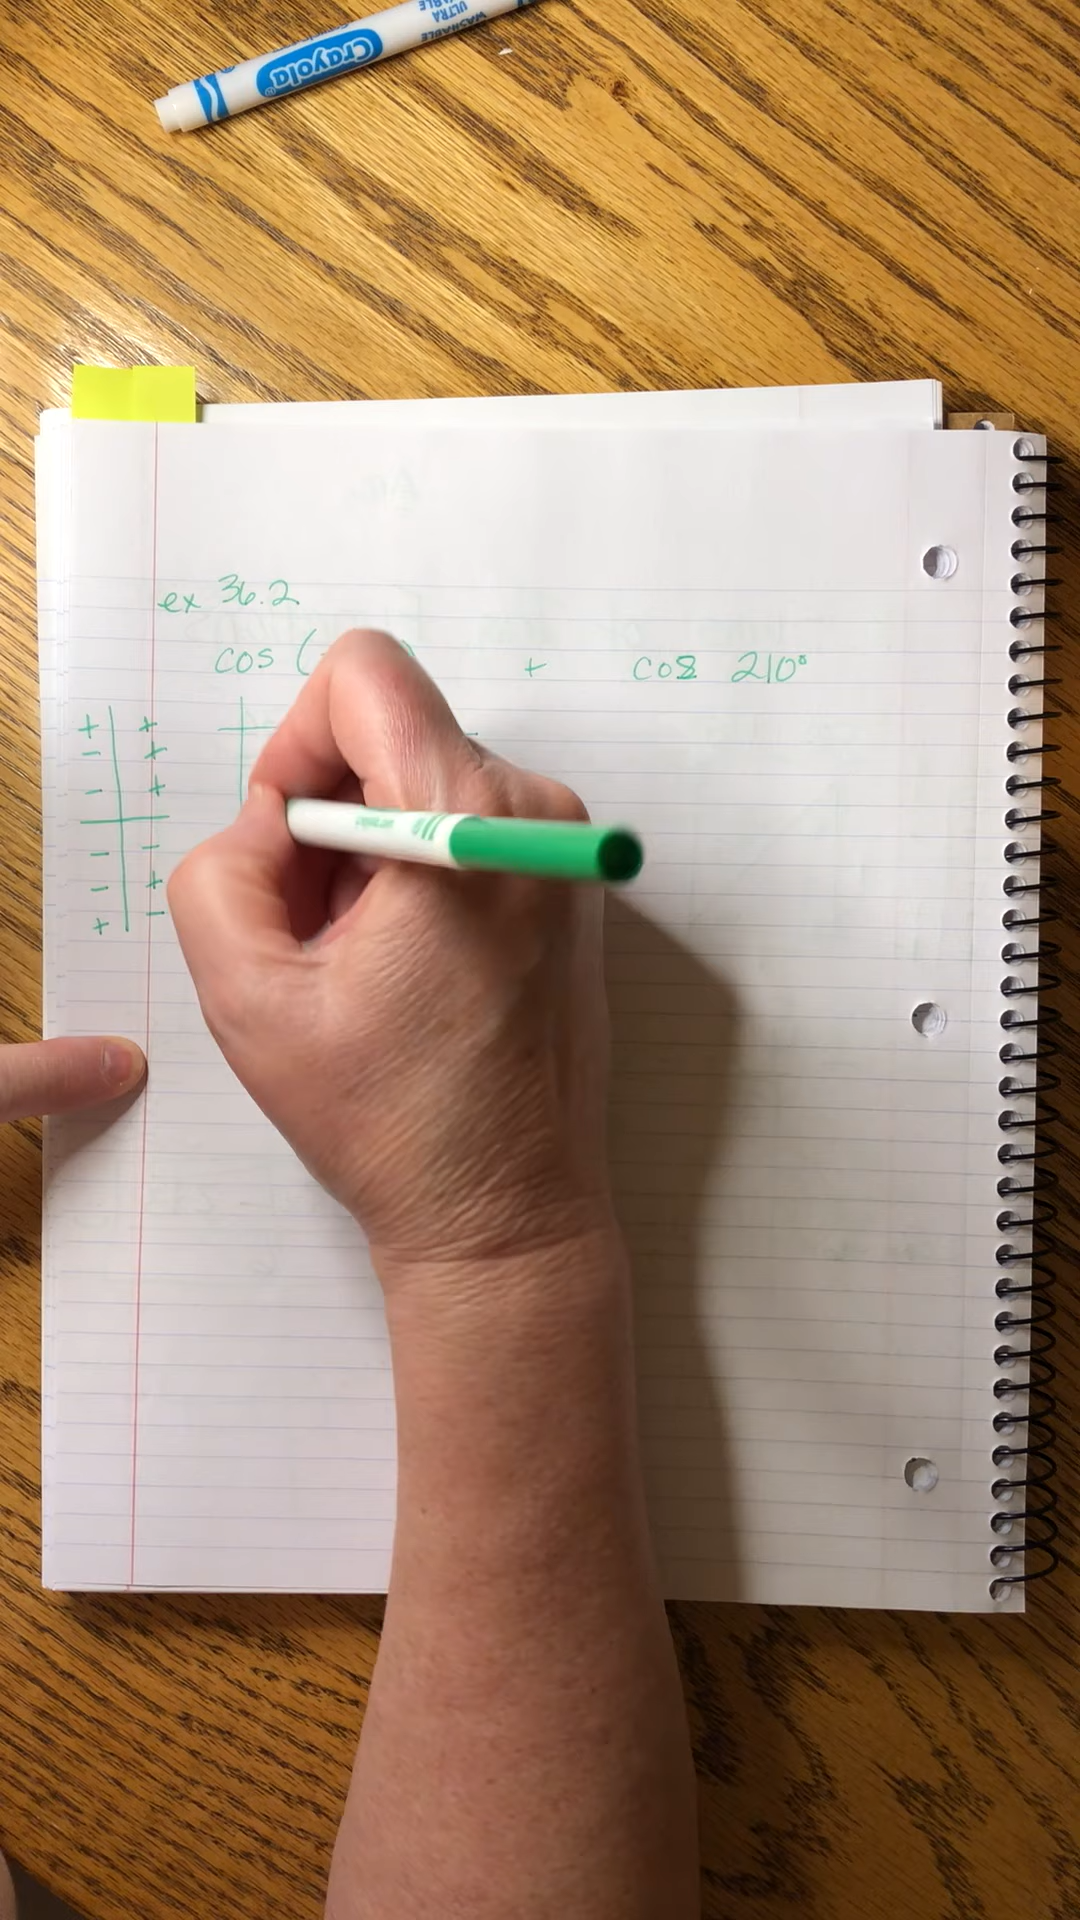 WASHABLE
ULTRA
Crayola
ex 36.2
cos ( + cos 210°
+ +
- +
- +
- -
- +
+ -